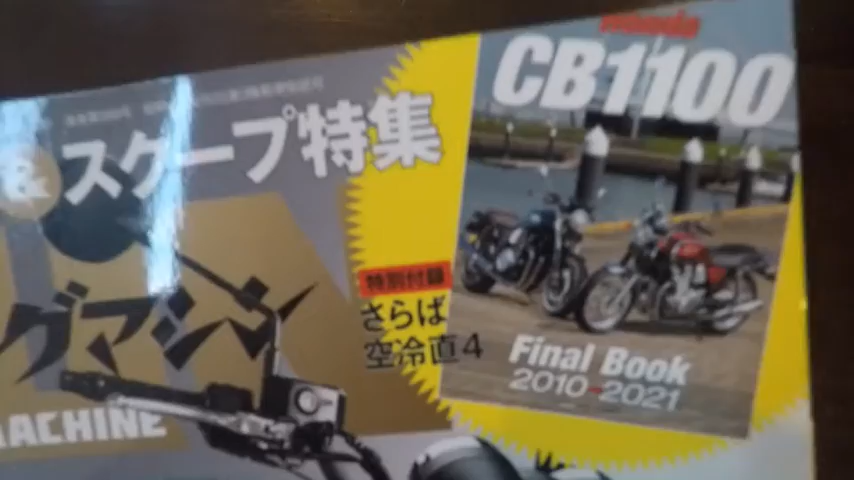 & スクープ特集
グマシン
MACHINE
特別付録
さらば
空冷直4
Honda
CB1100
Final Book
2010-2021